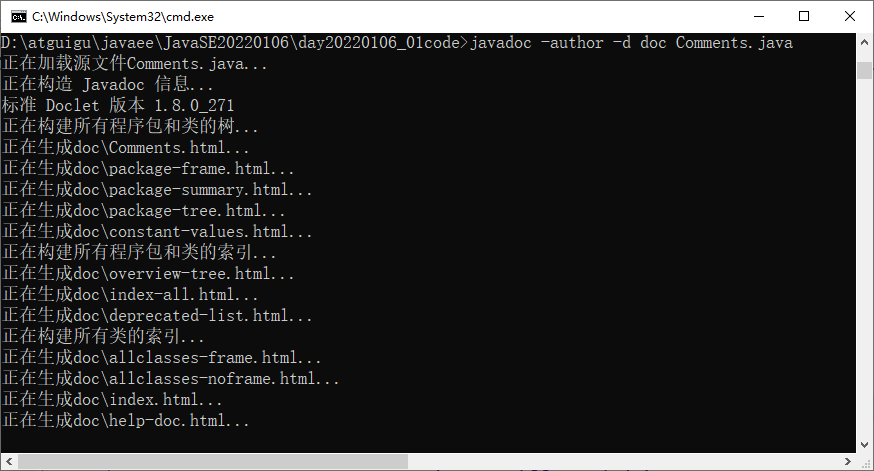 C:\Windows\System32\cmd.exe
D:\atguigu\javaee\JavaSE20220106\day20220106_01code>javadoc -author -d doc Comments.java
正在加载源文件Comments.java...
正在构造 Javadoc 信息...
标准 Doclet 版本 1.8.0_271
正在构建所有程序包和类的树...
正在生成doc\Comments.html...
正在生成doc\package-frame.html...
正在生成doc\package-summary.html...
正在生成doc\package-tree.html...
正在生成doc\constant-values.html...
正在构建所有程序包和类的索引...
正在生成doc\overview-tree.html...
正在生成doc\index-all.html...
正在生成doc\deprecated-list.html...
正在构建所有类的索引...
正在生成doc\allclasses-frame.html...
正在生成doc\allclasses-noframe.html...
正在生成doc\index.html...
正在生成doc\help-doc.html...